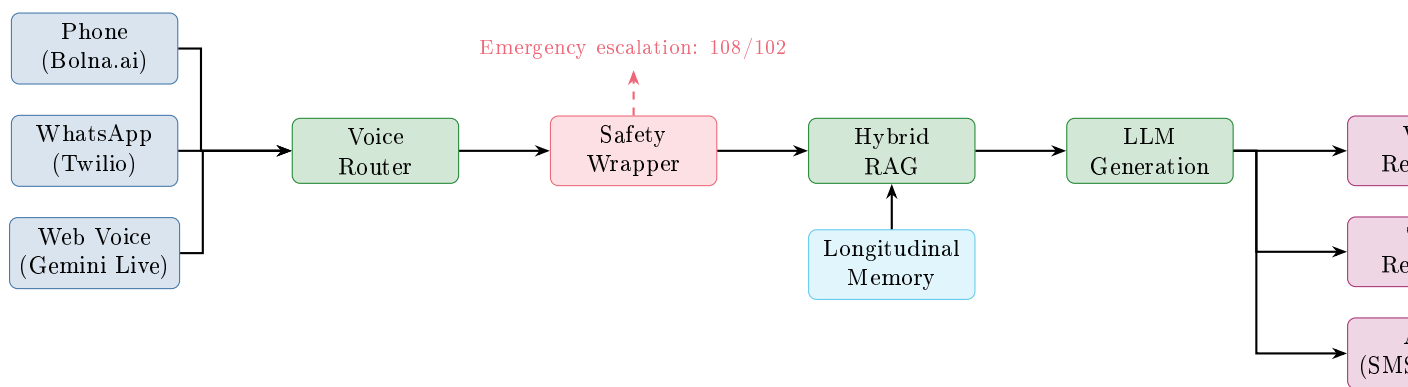 Phone
(Bolna.ai)
WhatsApp
(Twilio)
Web Voice
(Gemini Live)
Voice
Router
Emergency escalation: 108/102
Safety
Wrapper
Hybrid
RAG
Longitudinal
Memory
LLM
Generation